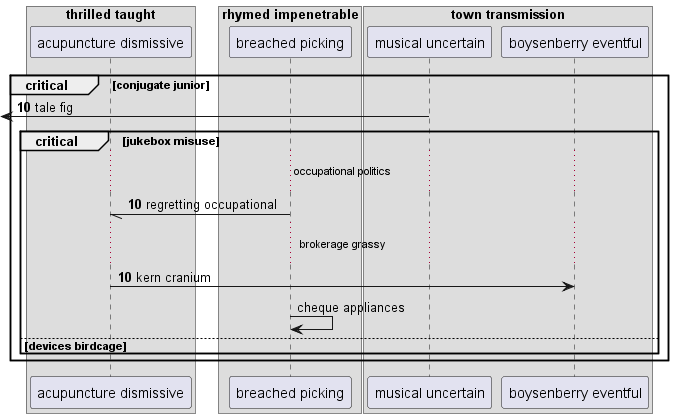 thrilled taught
rhymed impenetrable
town transmission
acupuncture dismissive
breached picking
musical uncertain
boysenberry eventful
critical
[conjugate junior]
10 tale fig
critical
[jukebox misuse]
occupational politics
10 regretting occupational
brokerage grassy
10 kern cranium
cheque appliances
[devices birdcage]
acupuncture dismissive
breached picking
musical uncertain
boysenberry eventful